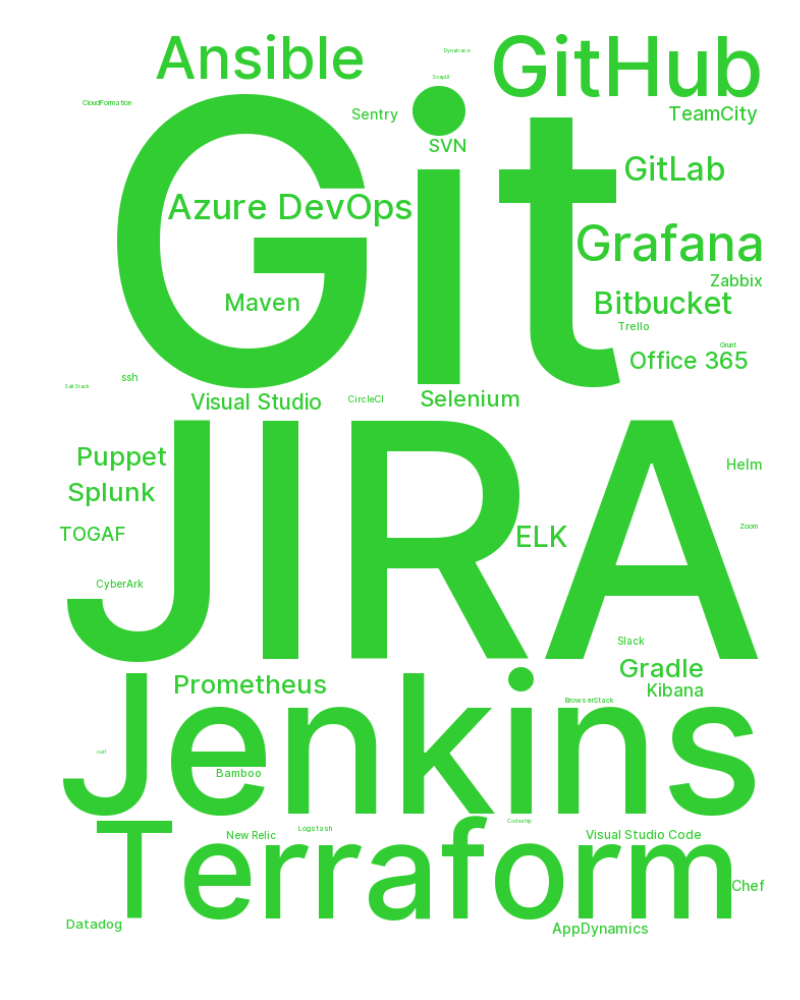 Ansible
GitHub
Dynatrace
SoapUI
CloudFormation
Sentry
TeamCity
SVN
Git
GitLab
Azure DevOps
Grafana
Zabbix
Maven
Bitbucket
Trello
Grunt
Office 365
ssh
Salt Stack
Visual Studio
CircleCI
Selenium
JIRA
Puppet
Helm
Splunk
Zoom
TOGAF
ELK
CyberArk
Slack
Gradle
Prometheus
Kibana
BrowserStack
Jenkins
curl
Bamboo
Codeship
Logstash
New Relic
Visual Studio Code
Terraform
Chef
Datadog
AppDynamics